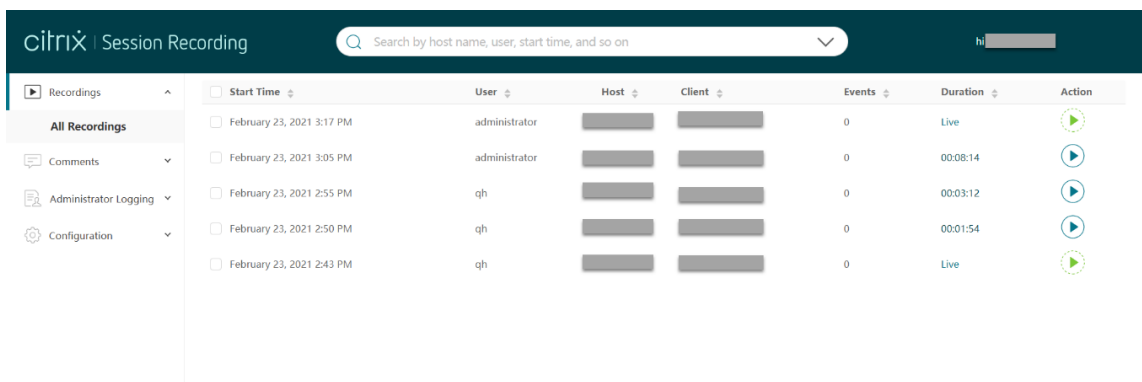 citrix | Session Recording
Search by host name, user, start time, and so on
hi
Recordings
All Recordings
Comments
Administrator Logging
Configuration
Start Time User Host Client Events Duration Action
February 23, 2021 3:17 PM administrator 0 Live
February 23, 2021 3:05 PM administrator 0 00:08:14
February 23, 2021 2:55 PM qh 0 00:03:12
February 23, 2021 2:50 PM qh 0 00:01:54
February 23, 2021 2:43 PM qh 0 Live